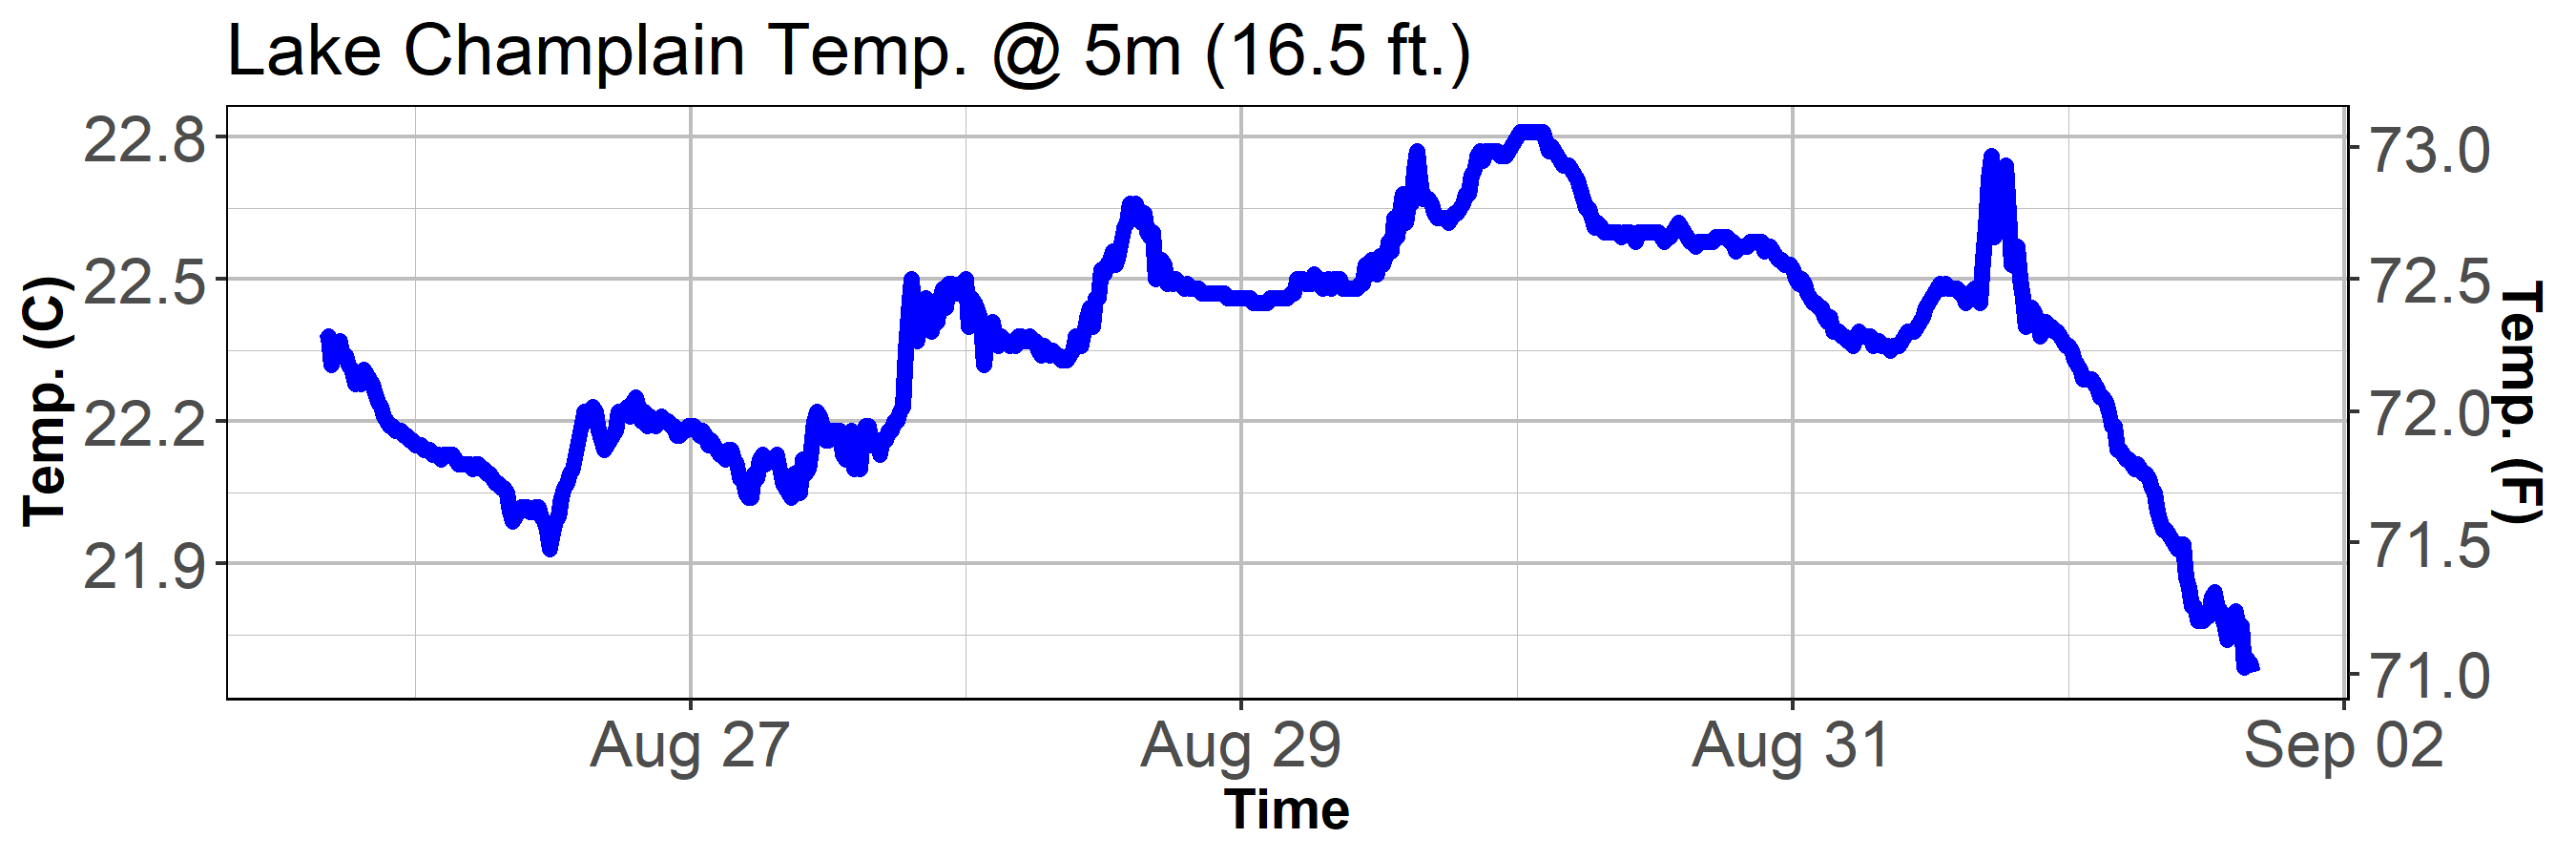 Lake Champlain Temp. @ 5m (16.5 ft.)
Temp. (C)
22.8
22.5
22.2
21.9
73.0
72.5
72.0
71.5
71.0
Temp. (F)
Aug 27 Aug 29 Aug 31 Sep 02
Time